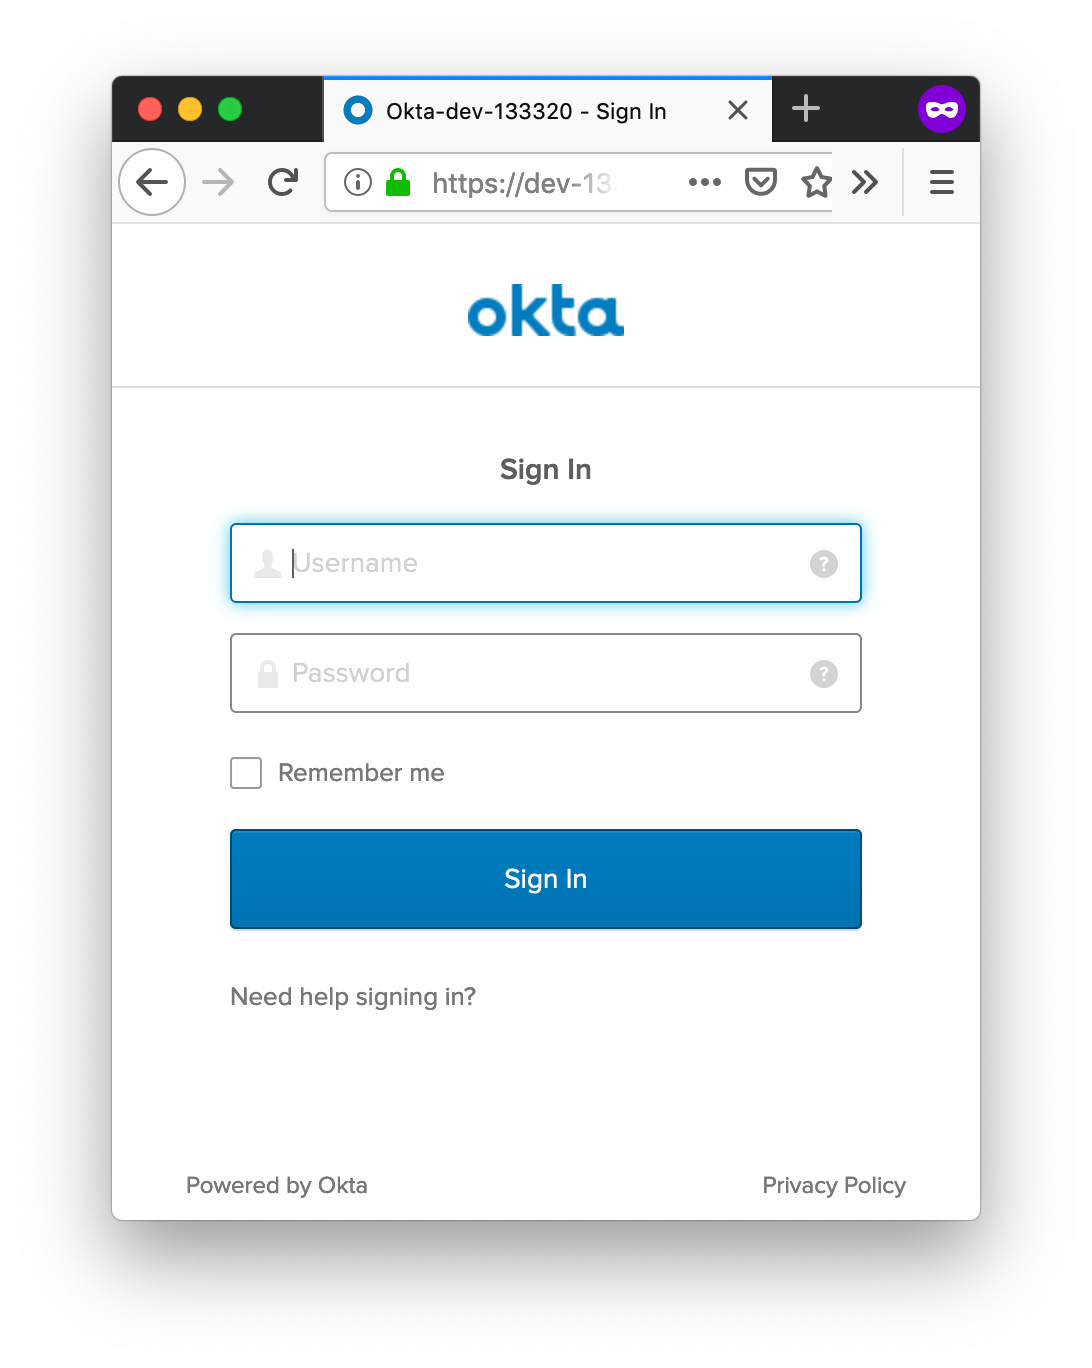 Okta-dev-133320 - Sign In
https://dev-13
okta
Sign In
Username
Password
Remember me
Sign In
Need help signing in?
Powered by Okta Privacy Policy